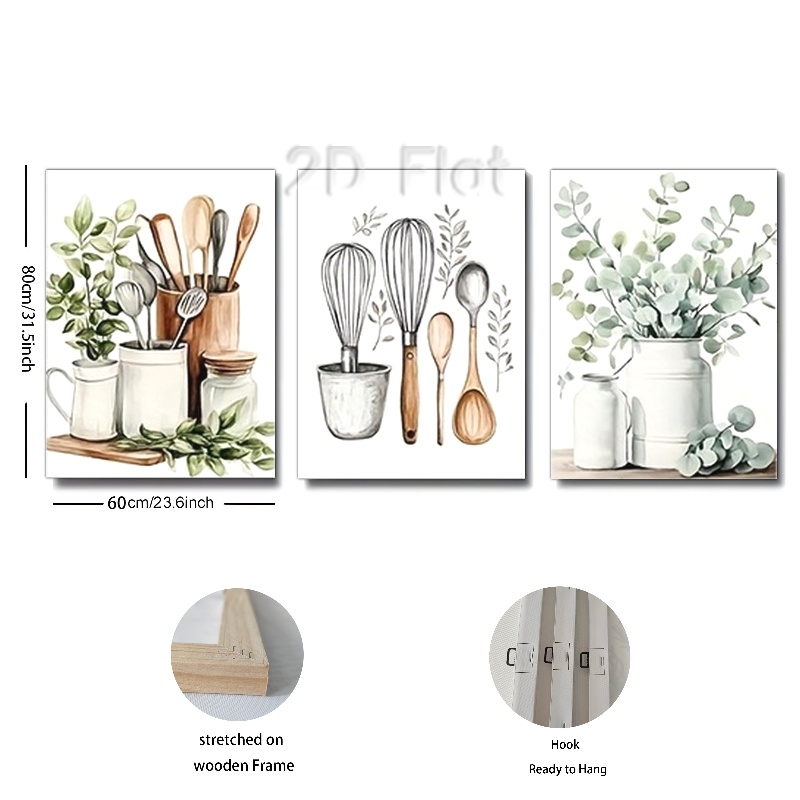 2D Flat
80cm/31.5inch
60cm/23.6inch
stretched on
wooden Frame
Hook
Ready to Hang